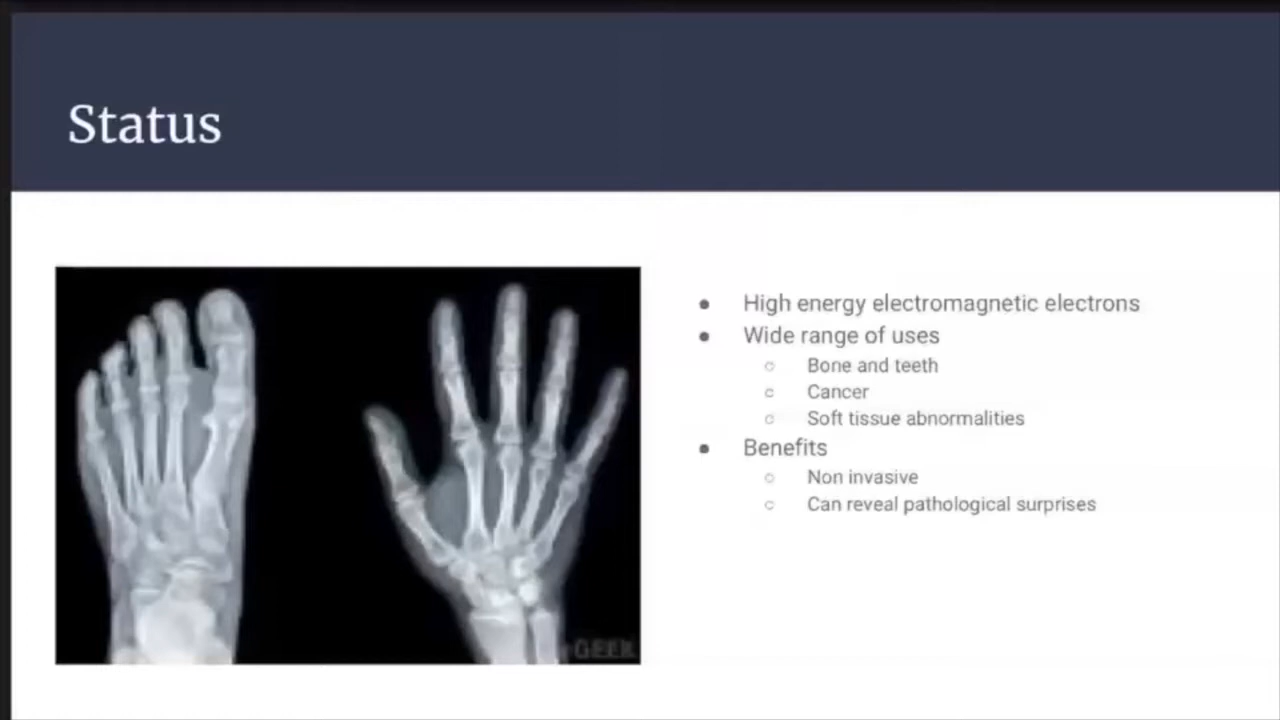 Status
High energy electromagnetic electrons
Wide range of uses
Bone and teeth
Cancer
Soft tissue abnormalities
Benefits
Non invasive
Can reveal pathological surprises
GEEK